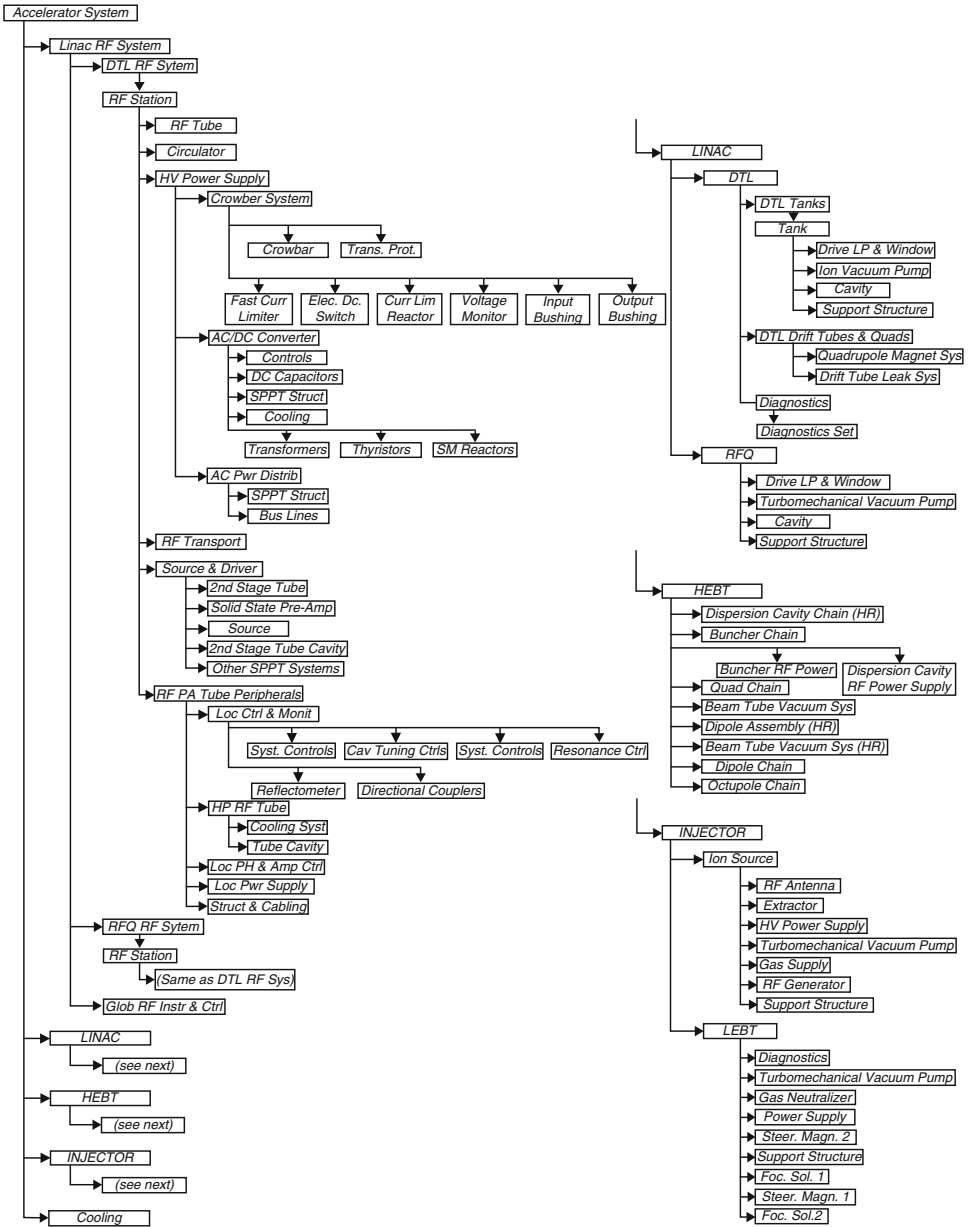 Accelerator System
Linac RF System
DTL RF Sytem
RF Station
RF Tube
Circulator
HV Power Supply
Crowber System
Crowbar
Trans. Prot.
Fast Curr
Limiter
Elec. Dc.
Switch
Curr Lim
Reactor
Voltage
Monitor
Input
Bushing
Output
Bushing
AC/DC Converter
Controls
DC Capacitors
SPPT Struct
Cooling
Transformers
Thyristors
SM Reactors
AC Pwr Distrib
SPPT Struct
Bus Lines
RF Transport
Source & Driver
2nd Stage Tube
Solid State Pre-Amp
Source
2nd Stage Tube Cavity
Other SPPT Systems
RF PA Tube Peripherals
Loc Ctrl & Monit
Syst. Controls
Cav Tuning Ctrls
Syst. Controls
Resonance Ctrl
Reflectometer
Directional Couplers
HP RF Tube
Cooling Syst
Tube Cavity
Loc PH & Amp Ctrl
Loc Pwr Supply
Struct & Cabling
RFQ RF Sytem
RF Station
(Same as DTL RF Sys)
Glob RF Instr & Ctrl
LINAC
(see next)
HEBT
(see next)
INJECTOR
(see next)
Cooling
LINAC
DTL
DTL Tanks
Tank
Drive LP & Window
Ion Vacuum Pump
Cavity
Support Structure
DTL Drift Tubes & Quads
Quadrupole Magnet Sys
Drift Tube Leak Sys
Diagnostics
Diagnostics Set
RFQ
Drive LP & Window
Turbomechanical Vacuum Pump
Cavity
Support Structure
HEBT
Dispersion Cavity Chain (HR)
Buncher Chain
Buncher RF Power
Dispersion Cavity
RF Power Supply
Quad Chain
Beam Tube Vacuum Sys
Dipole Assembly (HR)
Beam Tube Vacuum Sys (HR)
Dipole Chain
Octupole Chain
INJECTOR
Ion Source
RF Antenna
Extractor
HV Power Supply
Turbomechanical Vacuum Pump
Gas Supply
RF Generator
Support Structure
LEBT
Diagnostics
Turbomechanical Vacuum Pump
Gas Neutralizer
Power Supply
Steer. Magn. 2
Support Structure
Foc. Sol. 1
Steer. Magn. 1
Foc. Sol.2